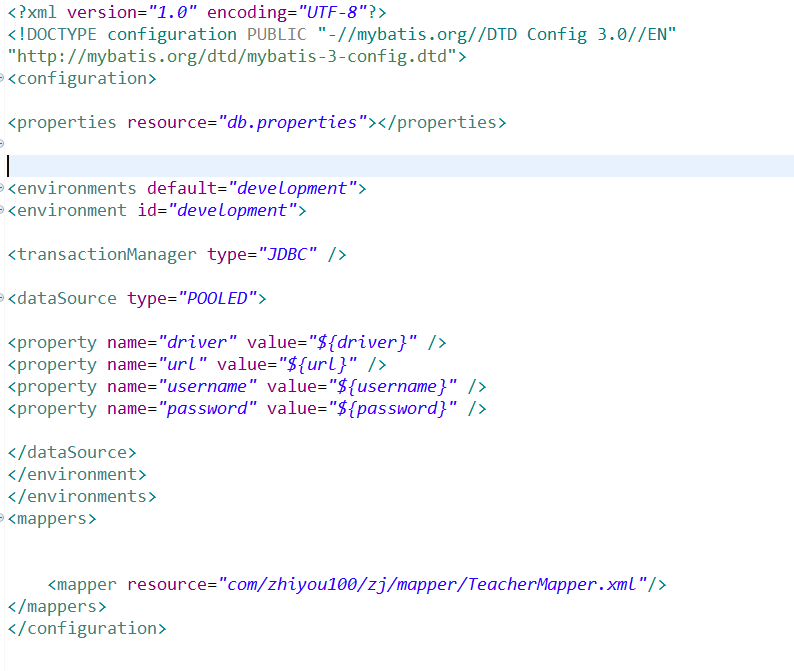 <?xml version="1.0" encoding="UTF-8"?>
<!DOCTYPE configuration PUBLIC "-//mybatis.org//DTD Config 3.0//EN"
"http://mybatis.org/dtd/mybatis-3-config.dtd">
<configuration>
<properties resource="db.properties"></properties>
<environments default="development">
<environment id="development">
<transactionManager type="JDBC" />
<dataSource type="POOLED">
<property name="driver" value="${driver}" />
<property name="url" value="${url}" />
<property name="username" value="${username}" />
<property name="password" value="${password}" />
</dataSource>
</environment>
</environments>
<mappers>
<mapper resource="com/zhiyou100/zj/mapper/TeacherMapper.xml"/>
</mappers>
</configuration>